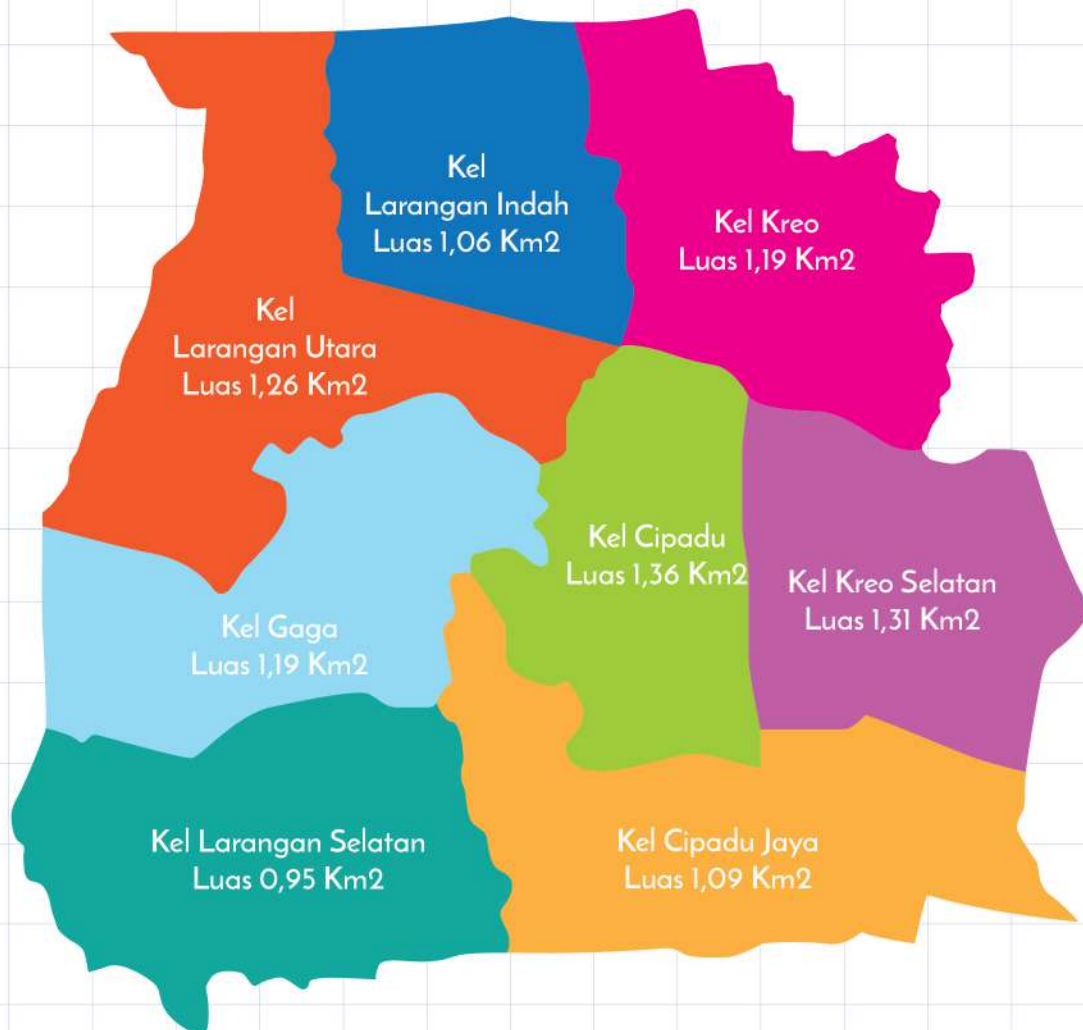 Kel
Larangan Indah
Luas 1,06 Km2
Kel Kreo
Luas 1,19 Km2
Kel
Larangan Utara
Luas 1,26 Km2
Kel Cipadu
Luas 1,36 Km2
Kel Kreo Selatan
Luas 1,31 Km2
Kel Gaga
Luas 1,19 Km2
Kel Larangan Selatan
Luas 0,95 Km2
Kel Cipadu Jaya
Luas 1,09 Km2